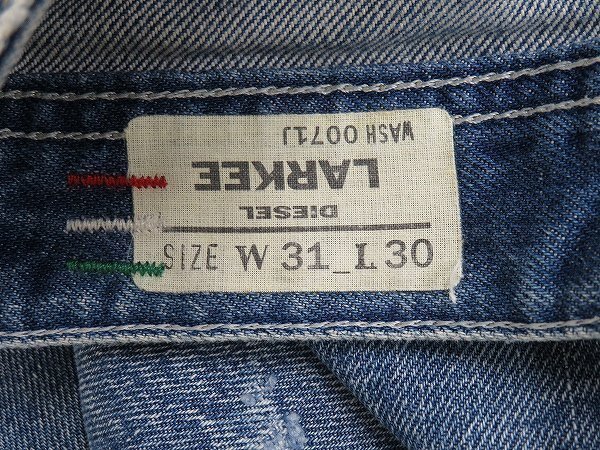 DIESEL
LARKEE
WASH 0071J
SIZE W 31_L 30